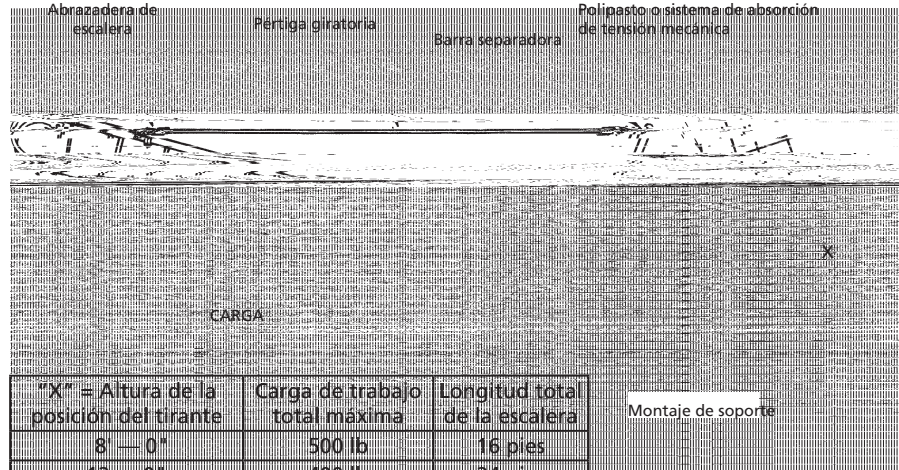 Abrazadera de
escalera
Pértiga giratoria
Barra separadora
Polipasto o sistema de absorción
de tensión mecánica
X
CARGA
"X" = Altura de la
posición del tirante
Carga de trabajo
total máxima
Longitud total
de la escalera
8' — 0"
500 lb
16 pies
Montaje de soporte